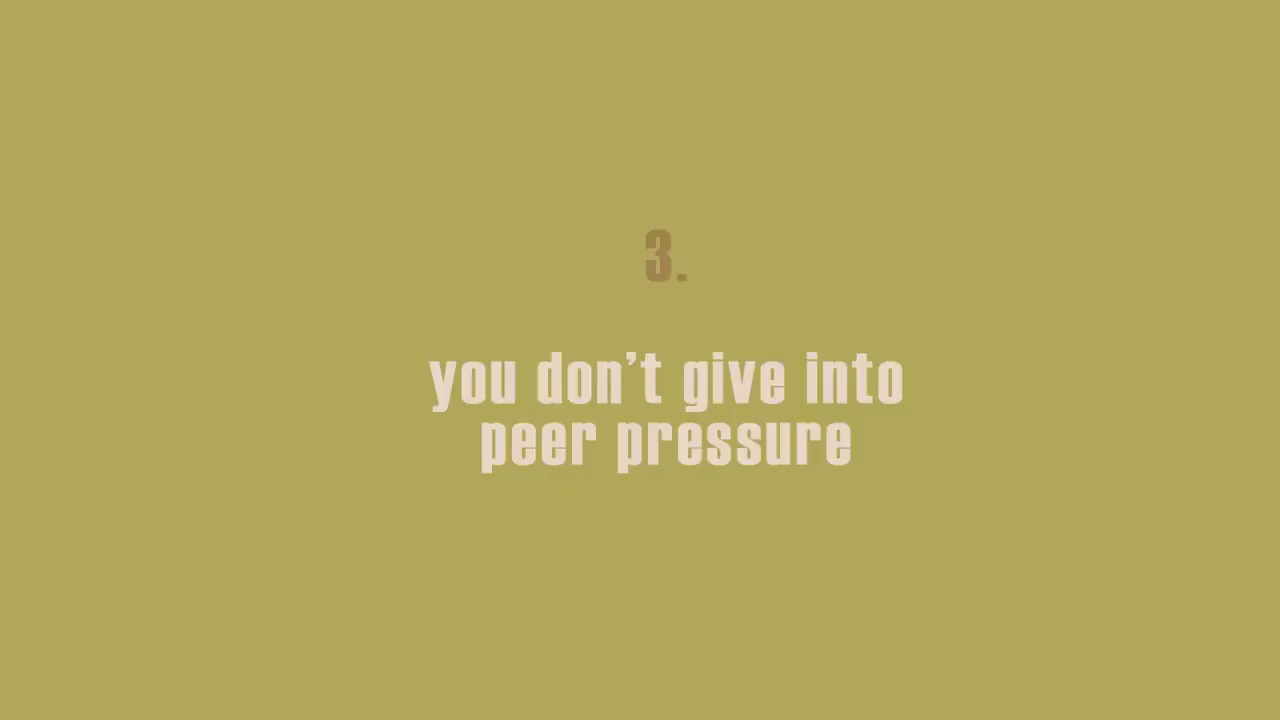 3.
you don’t give into
peer pressure